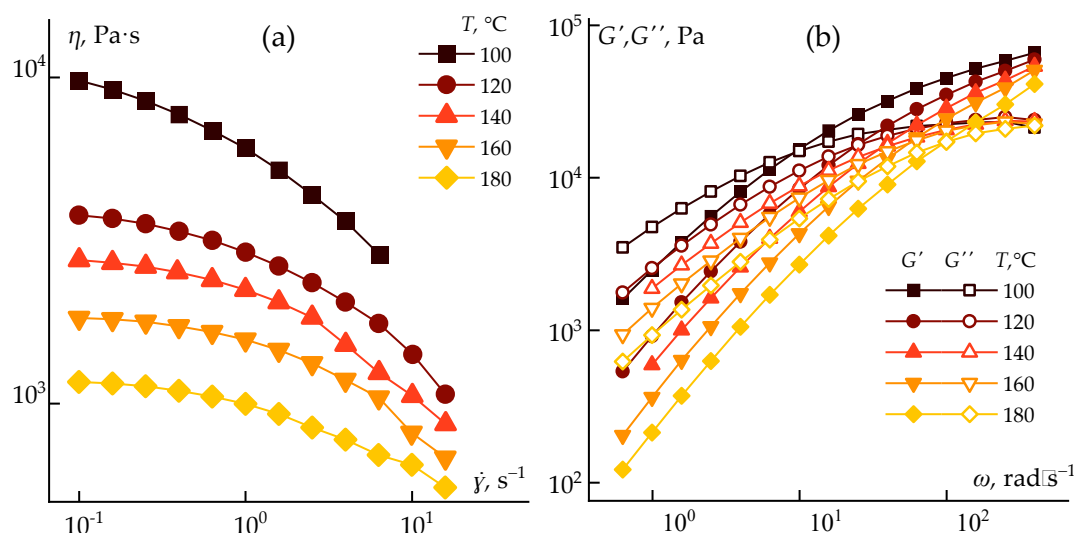 η, Pa·s
(a)
T, °C
100
120
140
160
180
10⁴
10³
γ̇, s⁻¹
10⁻¹
10⁰
10¹
G′,G′′, Pa
(b)
10⁵
10⁴
10³
10²
G′ G′′ T,°C
100
120
140
160
180
ω, rad□s⁻¹
10⁰
10¹
10²